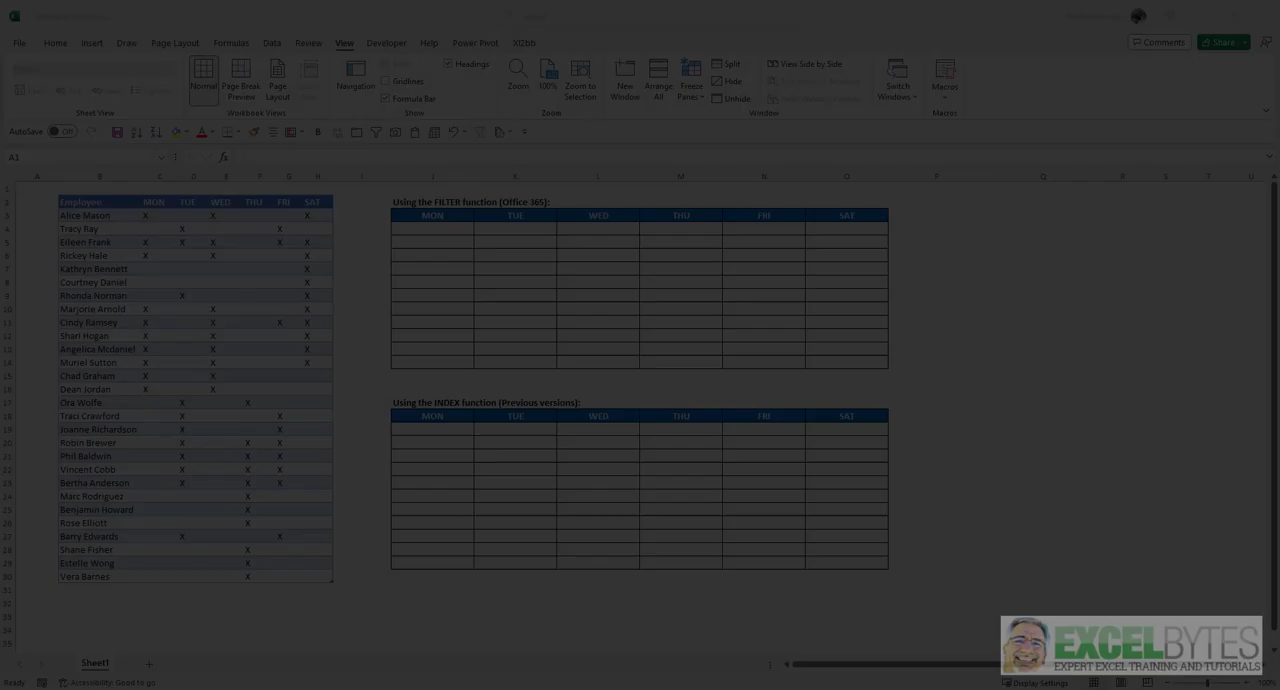 File Home Insert Draw Page Layout Formulas Data Review View Developer Help Power Pivot Xl2bb Comments Share
Normal Page Break Preview Page Layout Navigation Gridlines Formula Bar Headings Zoom 100% Zoom to Selection New Window Arrange All Freeze Panes Split Hide Unhide View Side by Side Switch Windows Macros
Sheet View Workbook Views Show Zoom Window Macros
AutoSave Off
A1 fx
A B C D E F G H I J K L M N O P Q R S T U
Employee MON TUE WED THU FRI SAT
Alice Mason X X X
Tracy Ray X X
Eileen Frank X X X X X
Rickey Hale X X X
Kathryn Bennett X
Courtney Daniel X
Rhonda Norman X X
Marjorie Arnold X X X
Cindy Ramsey X X X X
Shari Hogan X X X
Angelica Mcdaniel X X X
Muriel Sutton X X X
Chad Graham X X
Dean Jordan X X
Ora Wolfe X X
Traci Crawford X X
Joanne Richardson X X
Robin Brewer X X X
Phil Baldwin X X X
Vincent Cobb X X X
Bertha Anderson X X X
Marc Rodriguez X
Benjamin Howard X
Rose Elliott X
Barry Edwards X X
Shane Fisher X
Estelle Wong X
Vera Barnes X
Using the FILTER function (Office 365):
MON TUE WED THU FRI SAT
Using the INDEX function (Previous versions):
MON TUE WED THU FRI SAT
EXCELBYTES
EXPERT EXCEL TRAINING AND TUTORIALS
Sheet1
Ready Accessibility: Good to go Display Settings 100%